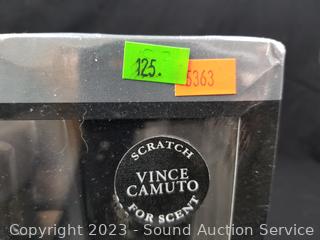 125.
5363
SCRATCH
VINCE
CAMUTO
FOR SCENT
Copyright 2023 - Sound Auction Service